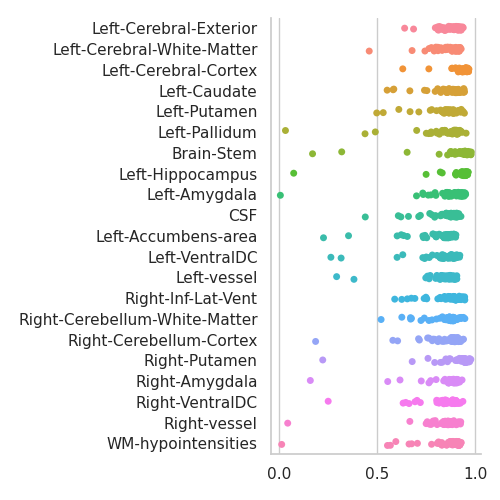 Left-Cerebral-Exterior
Left-Cerebral-White-Matter
Left-Cerebral-Cortex
Left-Caudate
Left-Putamen
Left-Pallidum
Brain-Stem
Left-Hippocampus
Left-Amygdala
CSF
Left-Accumbens-area
Left-VentralDC
Left-vessel
Right-Inf-Lat-Vent
Right-Cerebellum-White-Matter
Right-Cerebellum-Cortex
Right-Putamen
Right-Amygdala
Right-VentralDC
Right-vessel
WM-hypointensities
0.0 0.5 1.0